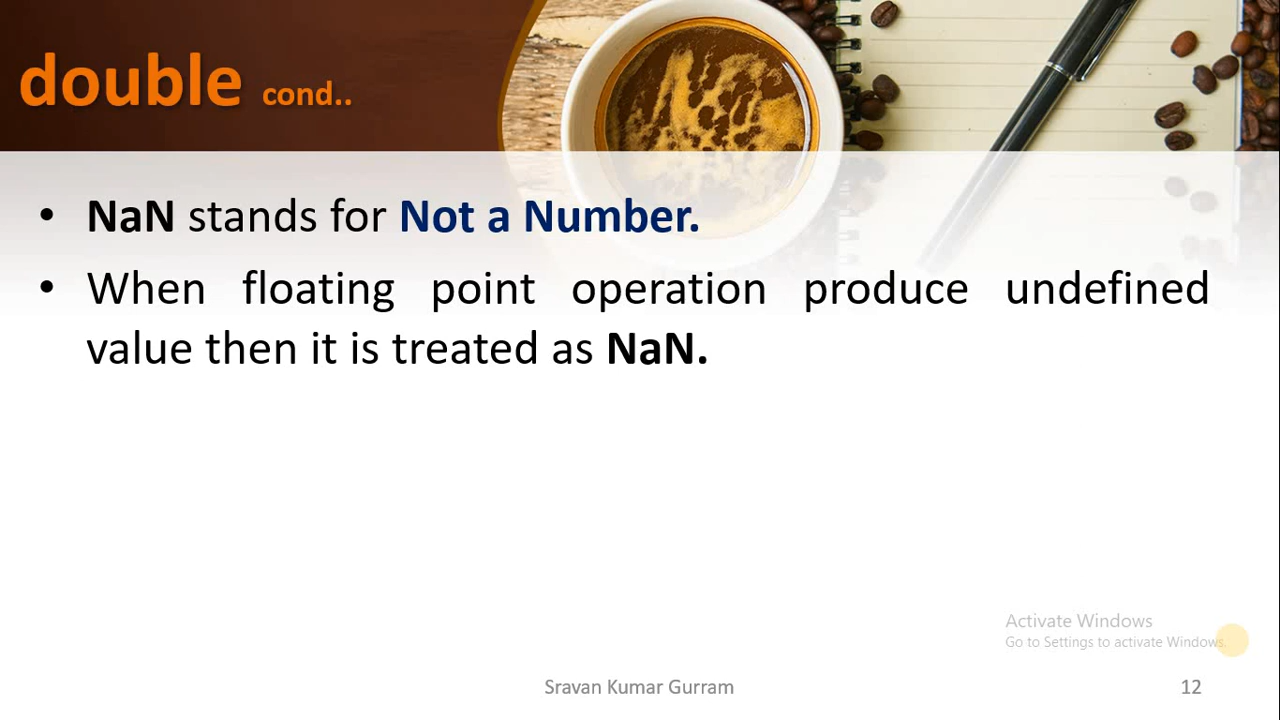 double cond..
• NaN stands for Not a Number.
• When floating point operation produce undefined
value then it is treated as NaN.
Activate Windows
Go to Settings to activate Windows.
Sravan Kumar Gurram
12